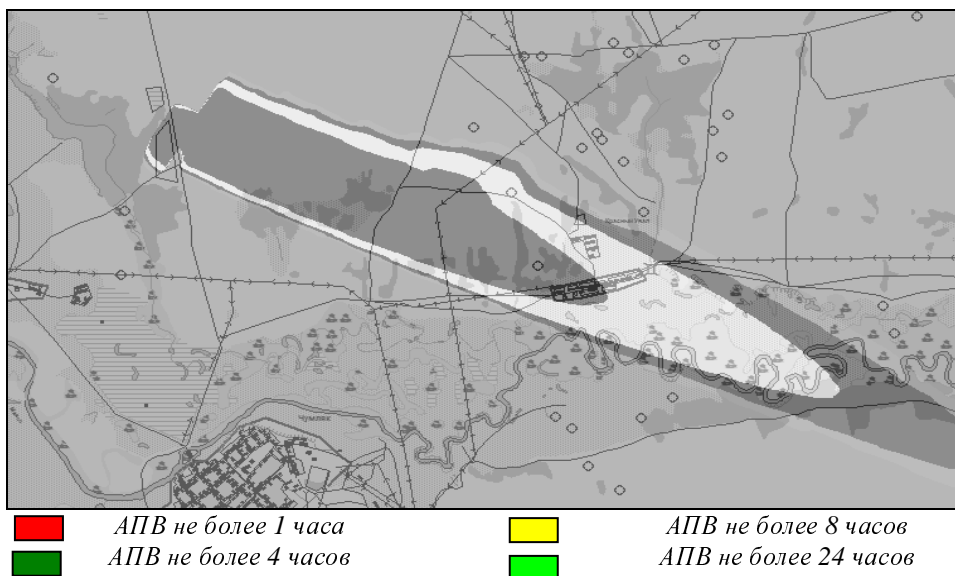 Чумляк
АПВ не более 1 часа
АПВ не более 8 часов
АПВ не более 4 часов
АПВ не более 24 часов